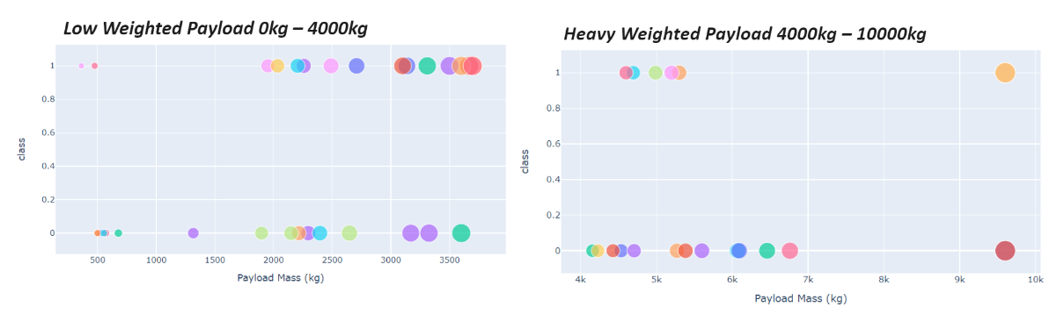 Low Weighted Payload 0kg – 4000kg
1
0.8
0.6
0.4
0.2
0
class
500
1000
1500
2000
2500
3000
3500
Payload Mass (kg)
Heavy Weighted Payload 4000kg – 10000kg
1
0.8
0.6
0.4
0.2
0
class
4k
5k
6k
7k
8k
9k
10k
Payload Mass (kg)